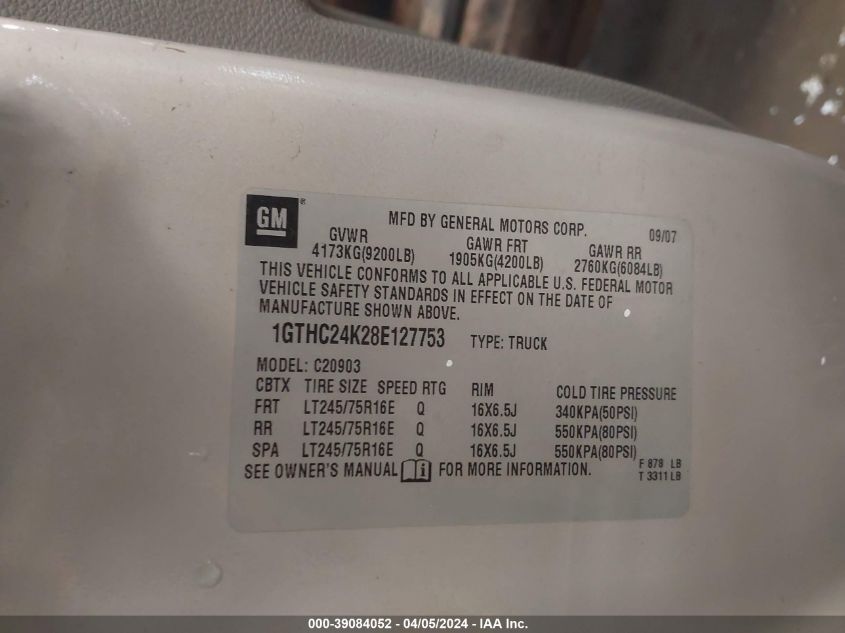 GM ®
MFD BY GENERAL MOTORS CORP. 09/07
GVWR GAWR FRT GAWR RR
4173KG(9200LB) 1905KG(4200LB) 2760KG(6084LB)
THIS VEHICLE CONFORMS TO ALL APPLICABLE U.S. FEDERAL MOTOR
VEHICLE SAFETY STANDARDS IN EFFECT ON THE DATE OF
MANUFACTURE SHOWN ABOVE.
1GTHC24K28E127753 TYPE: TRUCK
MODEL: C20903
CBTX TIRE SIZE SPEED RTG RIM COLD TIRE PRESSURE
FRT LT245/75R16E Q 16X6.5J 340KPA(50PSI)
RR LT245/75R16E Q 16X6.5J 550KPA(80PSI)
SPA LT245/75R16E Q 16X6.5J 550KPA(80PSI)
SEE OWNER'S MANUAL i FOR MORE INFORMATION.
F 878 LB
T 3311 LB
000-39084052 - 04/05/2024 - IAA Inc.